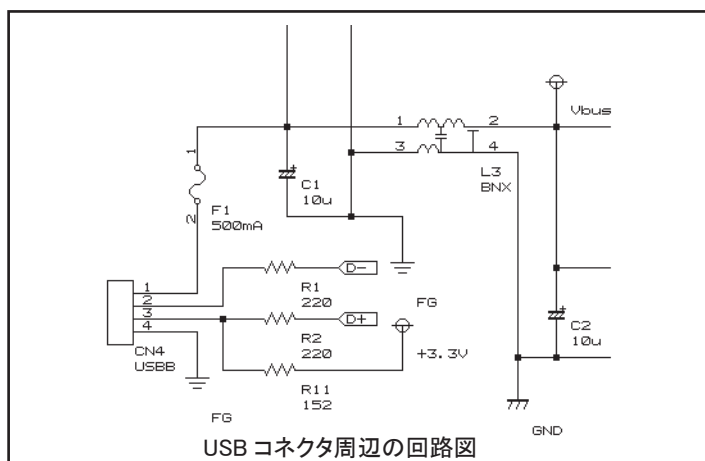 1
2
Vbus
3
4
L3
BNX
1
C1
10u
F1
500mA
2
D-
1
2
3
4
R1
220
FG
D+
R2
220
+3.3V
C2
10u
CN4
USBB
R11
152
FG
GND
USB コネクタ周辺の回路図